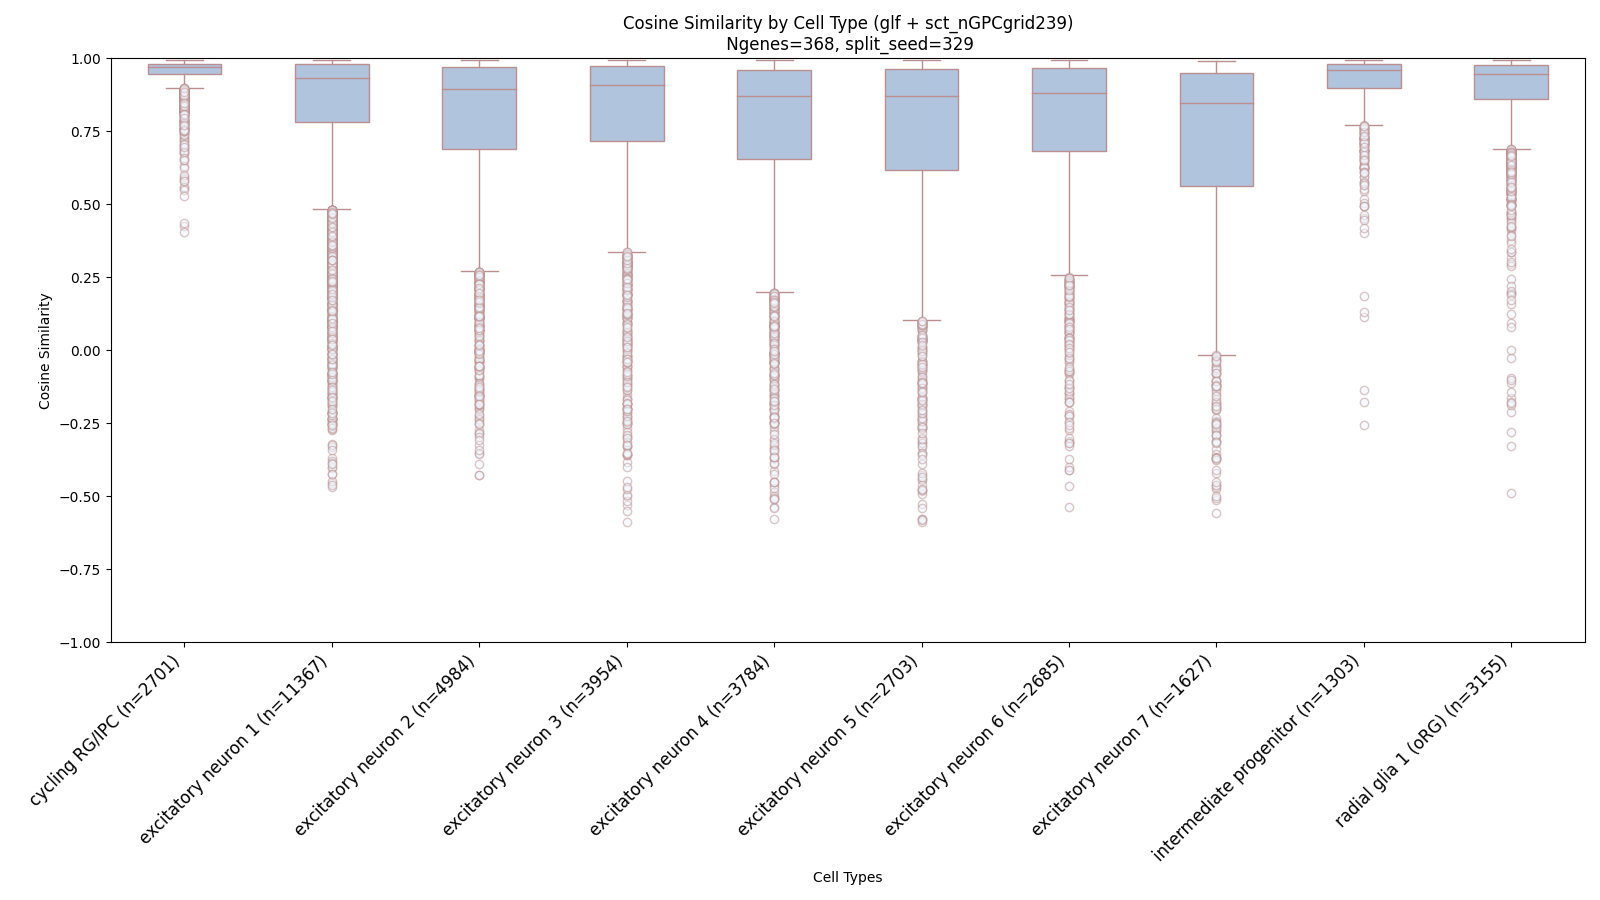 Cosine Similarity by Cell Type (glf + sct_nGPCgrid239)
Ngenes=368, split_seed=329
Cosine Similarity
1.00
0.75
0.50
0.25
0.00
−0.25
−0.50
−0.75
−1.00
cycling RG/IPC (n=2701)
excitatory neuron 1 (n=11367)
excitatory neuron 2 (n=4984)
excitatory neuron 3 (n=3954)
excitatory neuron 4 (n=3784)
excitatory neuron 5 (n=2703)
excitatory neuron 6 (n=2685)
excitatory neuron 7 (n=1627)
intermediate progenitor (n=1303)
radial glia 1 (oRG) (n=3155)
Cell Types